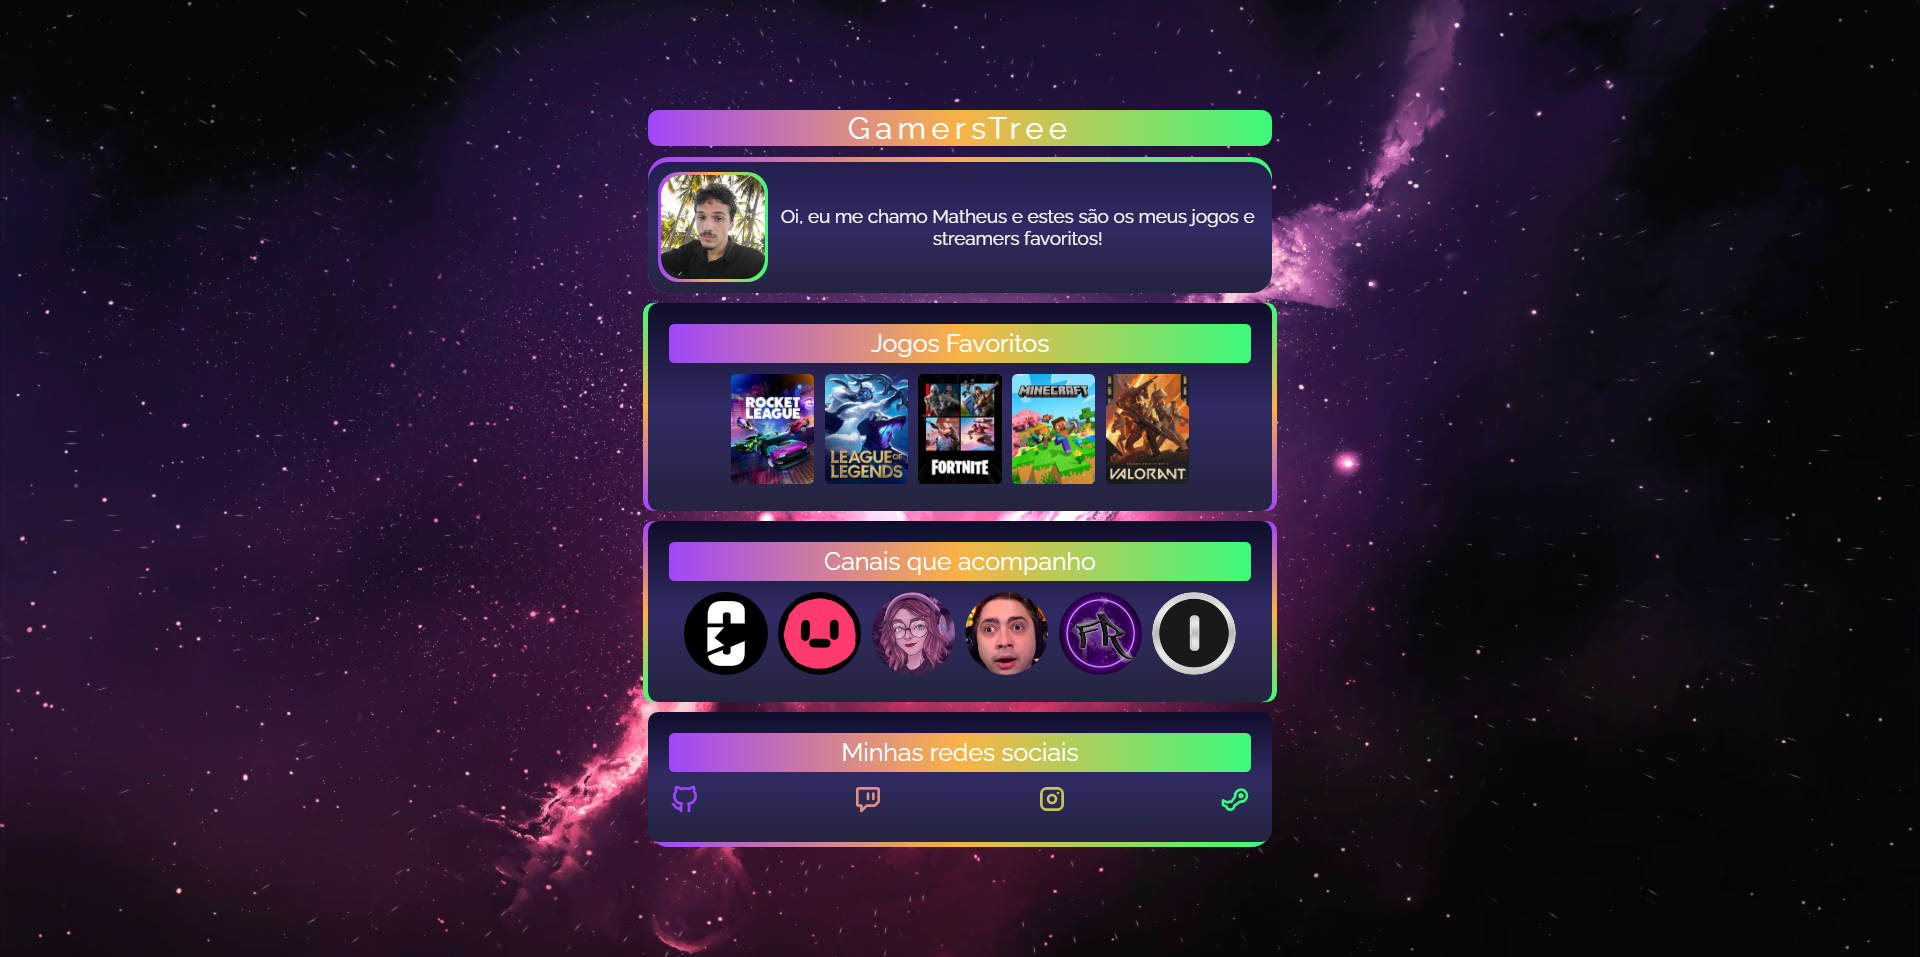 GamersTree
Oi, eu me chamo Matheus e estes são os meus jogos e
streamers favoritos!
Jogos Favoritos
ROCKET
LEAGUE
LEAGUE OF
LEGENDS
FORTNITE
MINECRAFT
VALORANT
Canais que acompanho
FR
Minhas redes sociais